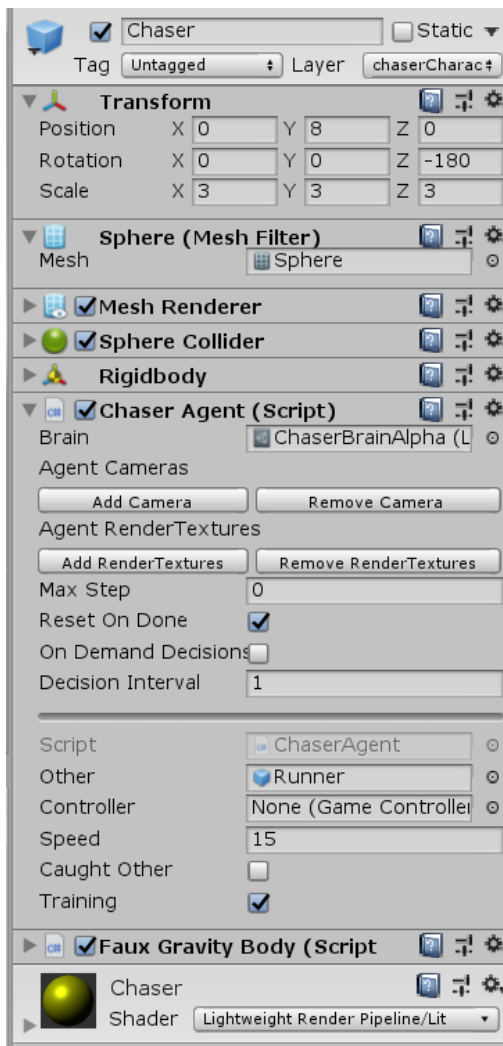 Chaser Static
Tag Untagged Layer chaserCharac
Transform
Position X 0 Y 8 Z 0
Rotation X 0 Y 0 Z -180
Scale X 3 Y 3 Z 3
Sphere (Mesh Filter)
Mesh Sphere
Mesh Renderer
Sphere Collider
Rigidbody
Chaser Agent (Script)
Brain ChaserBrainAlpha (L
Agent Cameras
Add Camera Remove Camera
Agent RenderTextures
Add RenderTextures Remove RenderTextures
Max Step 0
Reset On Done
On Demand Decisions
Decision Interval 1
Script ChaserAgent
Other Runner
Controller None (Game Controller
Speed 15
Caught Other
Training
Faux Gravity Body (Script
Chaser
Shader Lightweight Render Pipeline/Lit